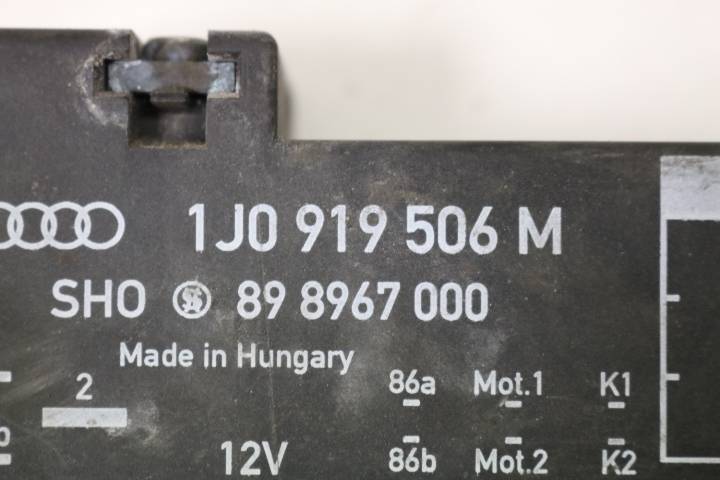 1J0 919 506 M
SHO 89 8967 000
Made in Hungary
2
86a Mot.1 K1
12V
86b Mot.2 K2